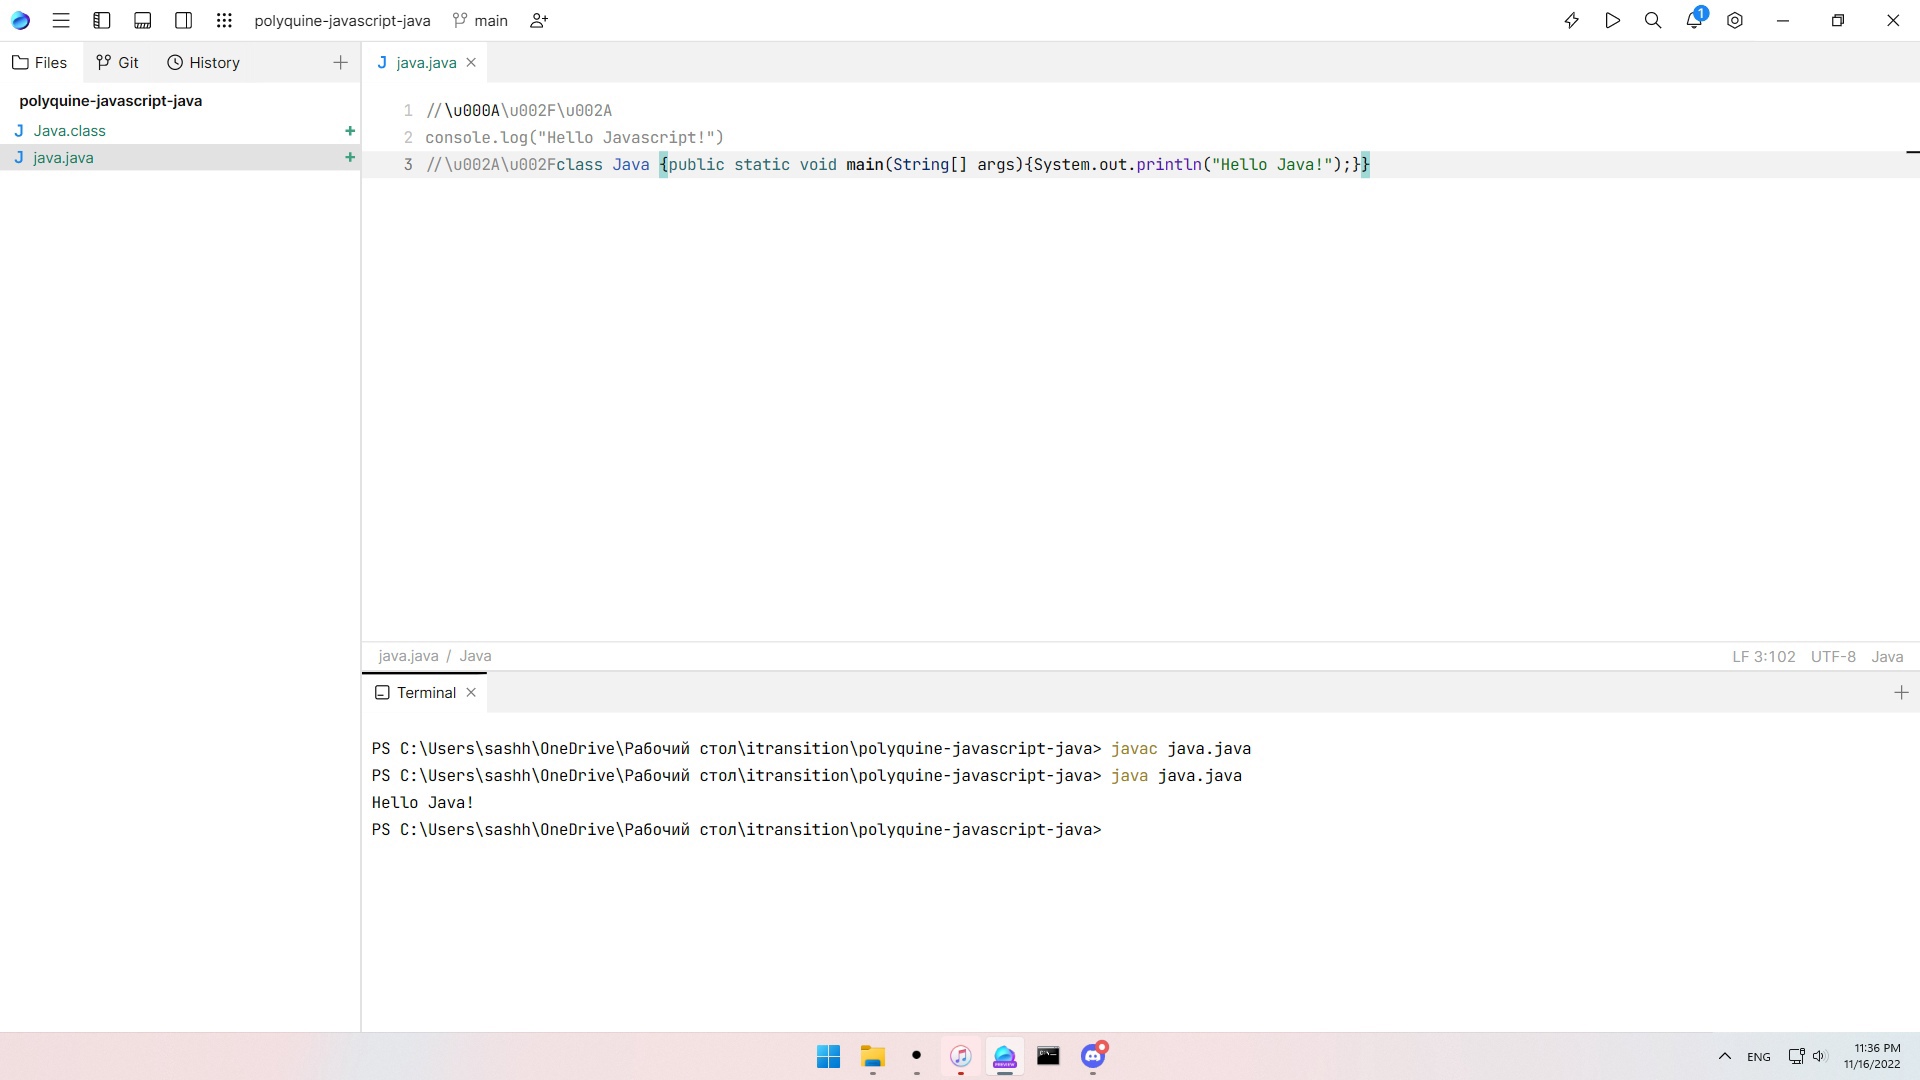 polyquine-javascript-java main 1
Files Git History
polyquine-javascript-java
J Java.class +
J java.java +
J java.java
1 //\u000A\u002F\u002A
2 console.log("Hello Javascript!")
3 //\u002A\u002Fclass Java {public static void main(String[] args){System.out.println("Hello Java!");}}
java.java / Java LF 3:102 UTF-8 Java
Terminal
PS C:\Users\sashh\OneDrive\Рабочий стол\itransition\polyquine-javascript-java> javac java.java
PS C:\Users\sashh\OneDrive\Рабочий стол\itransition\polyquine-javascript-java> java java.java
Hello Java!
PS C:\Users\sashh\OneDrive\Рабочий стол\itransition\polyquine-javascript-java>
PREVIEW
ENG
11:36 PM
11/16/2022